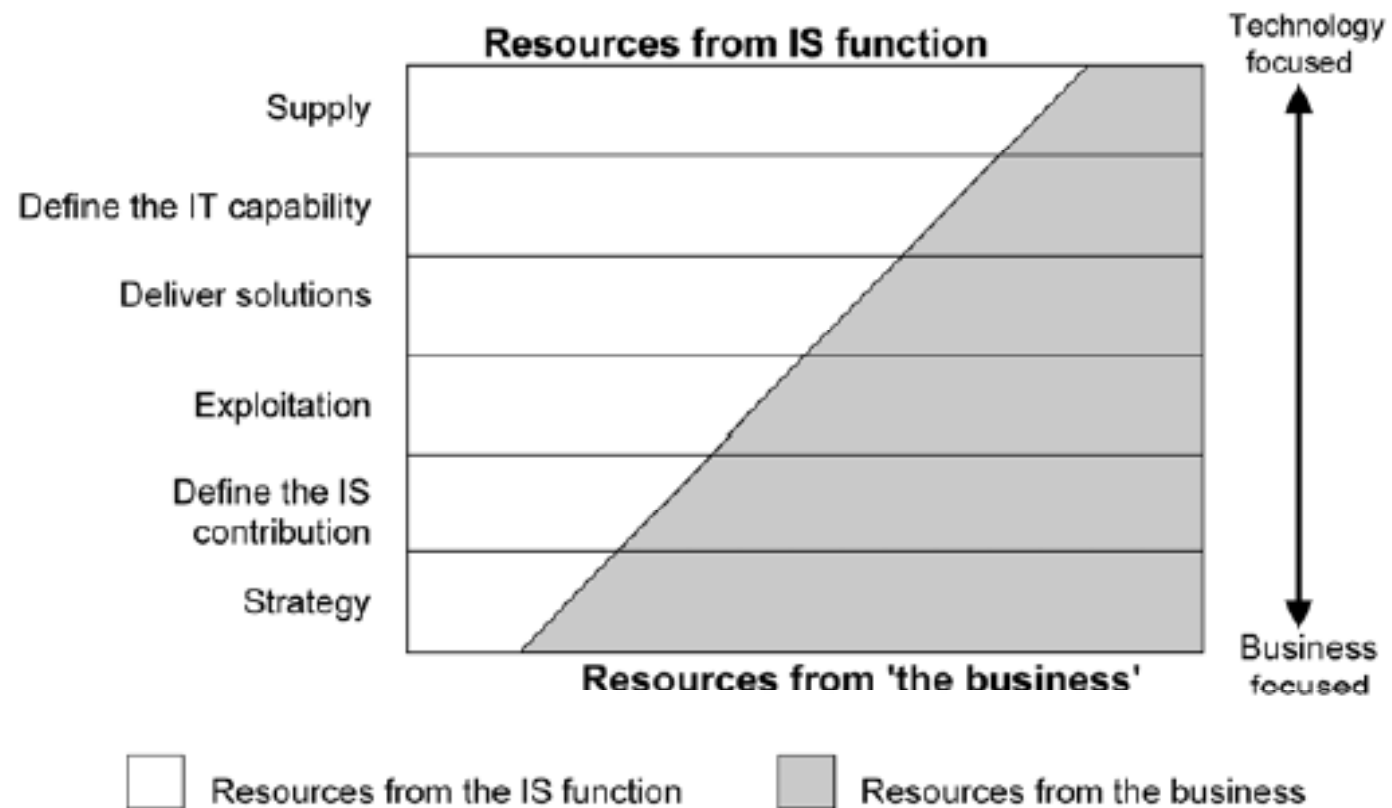 Resources from IS function
Technology
focused
Supply
Define the IT capability
Deliver solutions
Exploitation
Define the IS
contribution
Strategy
Business
focused
Resources from 'the business'
Resources from the IS function
Resources from the business